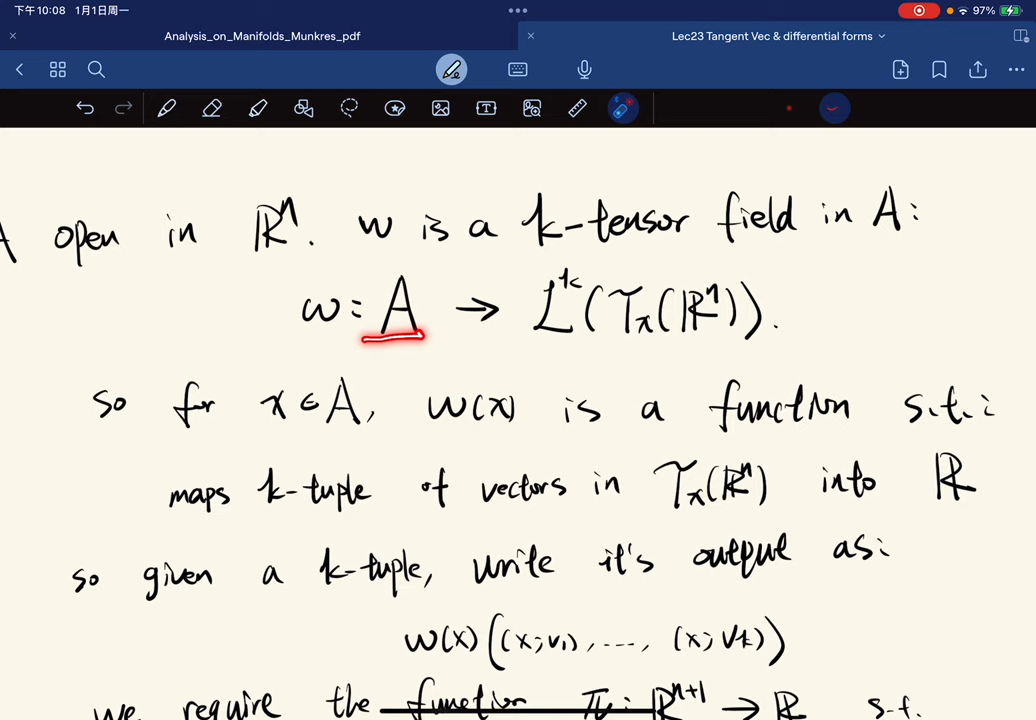 下午10:08 1月1日周一
97%
Analysis_on_Manifolds_Munkres_pdf
Lec23 Tangent Vec & differential forms
A open in ℝⁿ. w is a k-tensor field in A:
ω: A → 𝓛ᵏ(𝒯ₓ(ℝⁿ)).
so for x ∈ A, w(x) is a function s.t.:
maps k-tuple of vectors in 𝒯ₓ(ℝⁿ) into ℝ
so given a k-tuple, write it's output as:
w(x)((x; v₁), ...., (x; vₖ))
we require the function : ℝⁿ⁺¹ → ℝ s.t.